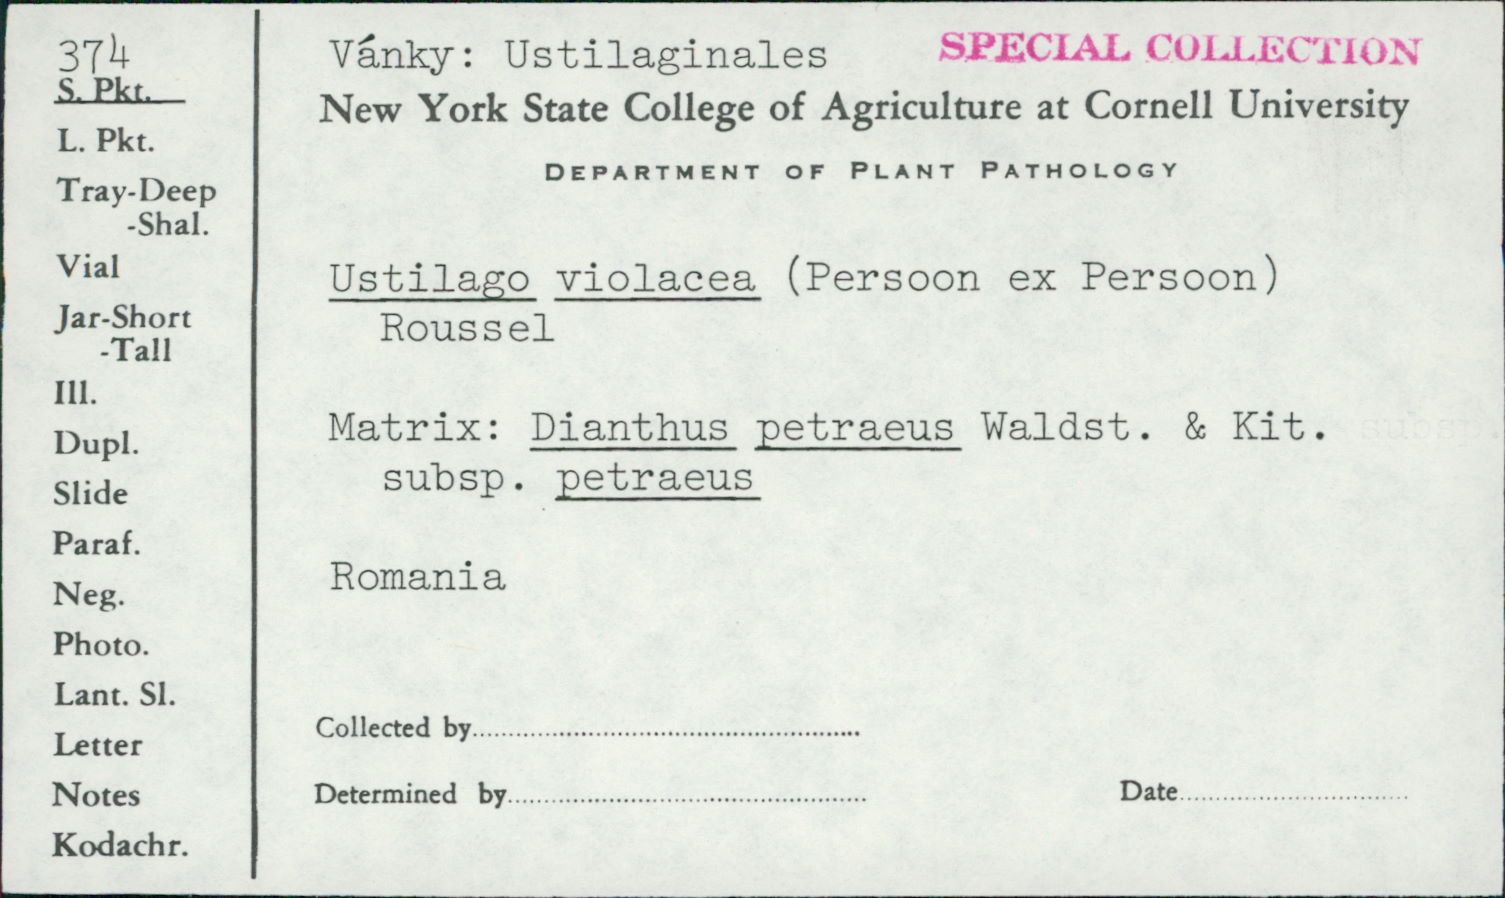 374
S. Pkt.
L. Pkt.
Tray-Deep
-Shal.
Vial
Jar-Short
-Tall
Ill.
Dupl.
Slide
Paraf.
Neg.
Photo.
Lant. Sl.
Letter
Notes
Kodachr.
Vánky: Ustilaginales
SPECIAL COLLECTION
New York State College of Agriculture at Cornell University
DEPARTMENT OF PLANT PATHOLOGY
Ustilago violacea (Persoon ex Persoon)
Roussel
Matrix: Dianthus petraeus Waldst. & Kit. subsp.
subsp. petraeus
Romania
Collected by
Determined by
Date